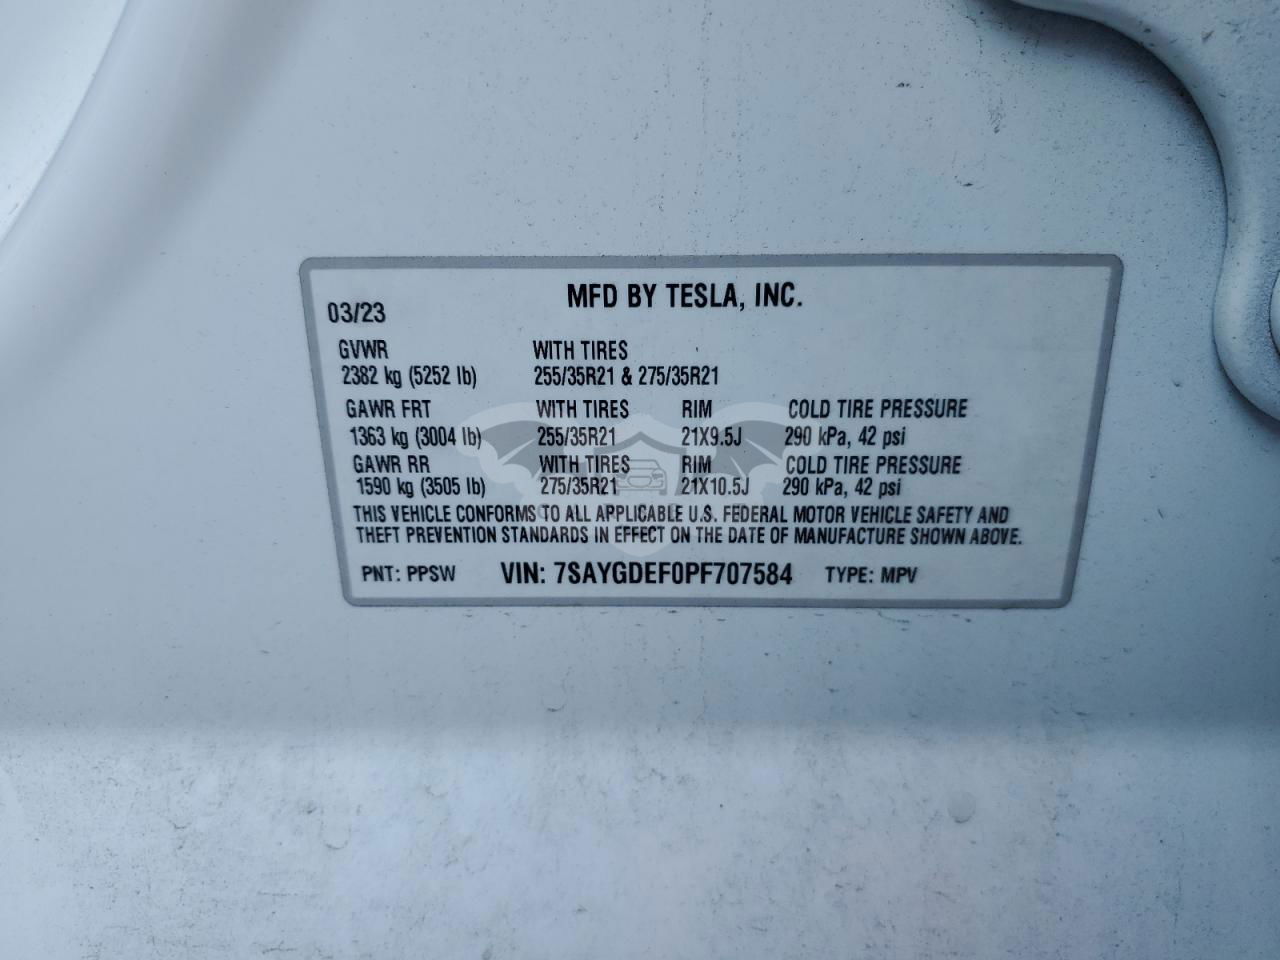 MFD BY TESLA, INC.
03/23
GVWR WITH TIRES
2382 kg (5252 lb) 255/35R21 & 275/35R21
GAWR FRT WITH TIRES RIM COLD TIRE PRESSURE
1363 kg (3004 lb) 255/35R21 21X9.5J 290 kPa, 42 psi
GAWR RR WITH TIRES RIM COLD TIRE PRESSURE
1590 kg (3505 lb) 275/35R21 21X10.5J 290 kPa, 42 psi
THIS VEHICLE CONFORMS TO ALL APPLICABLE U.S. FEDERAL MOTOR VEHICLE SAFETY AND
THEFT PREVENTION STANDARDS IN EFFECT ON THE DATE OF MANUFACTURE SHOWN ABOVE.
PNT: PPSW VIN: 7SAYGDEF0PF707584 TYPE: MPV